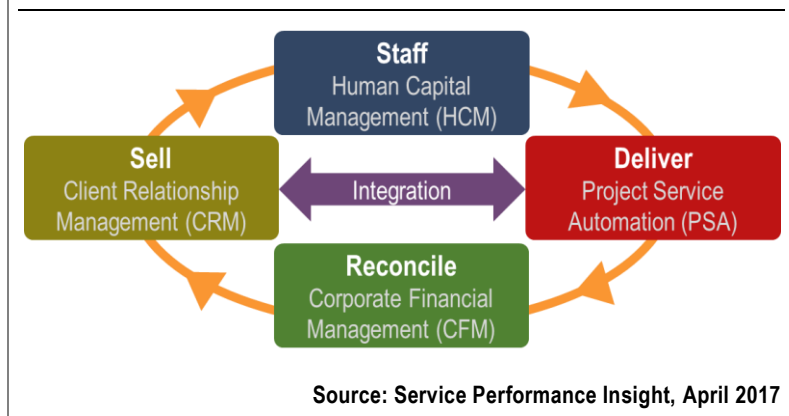 Staff
Human Capital
Management (HCM)
Sell
Client Relationship
Management (CRM)
Integration
Deliver
Project Service
Automation (PSA)
Reconcile
Corporate Financial
Management (CFM)
Source: Service Performance Insight, April 2017